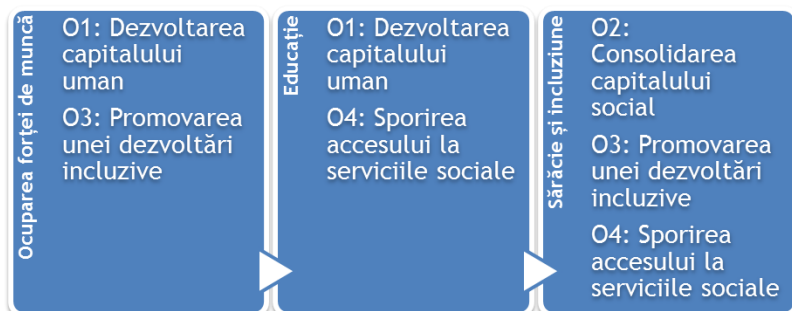 Ocuparea forței de muncă
O1: Dezvoltarea
capitalului
uman
O3: Promovarea
unei dezvoltări
incluzive
Educație
O1: Dezvoltarea
capitalului
uman
O4: Sporirea
accesului la
serviciile sociale
Sărăcie și incluziune
O2:
Consolidarea
capitalului
social
O3: Promovarea
unei dezvoltări
incluzive
O4: Sporirea
accesului la
serviciile sociale